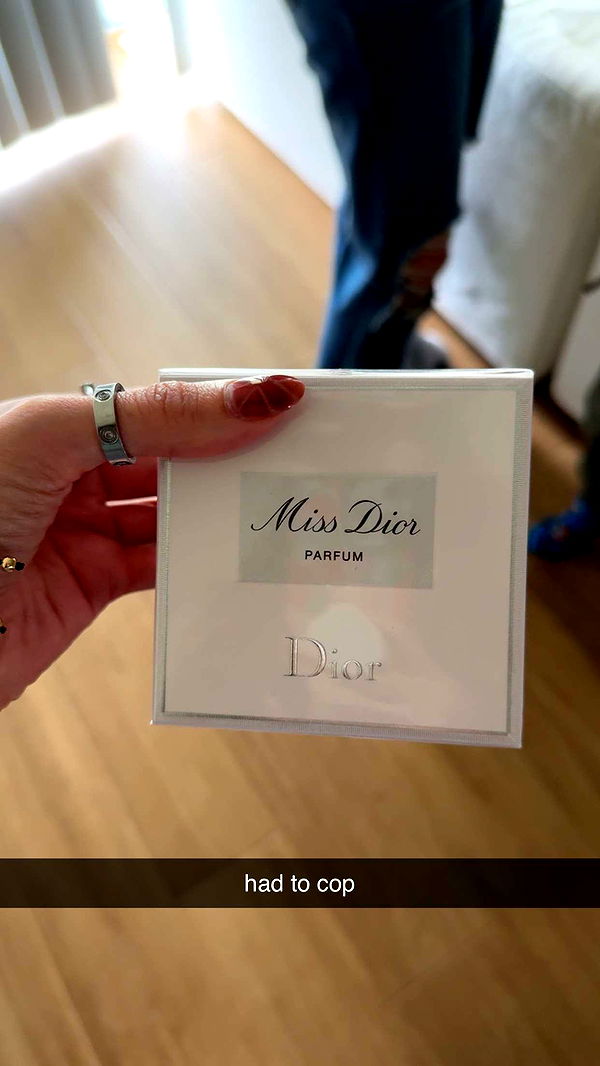 Miss Dior
PARFUM
Dior
had to cop